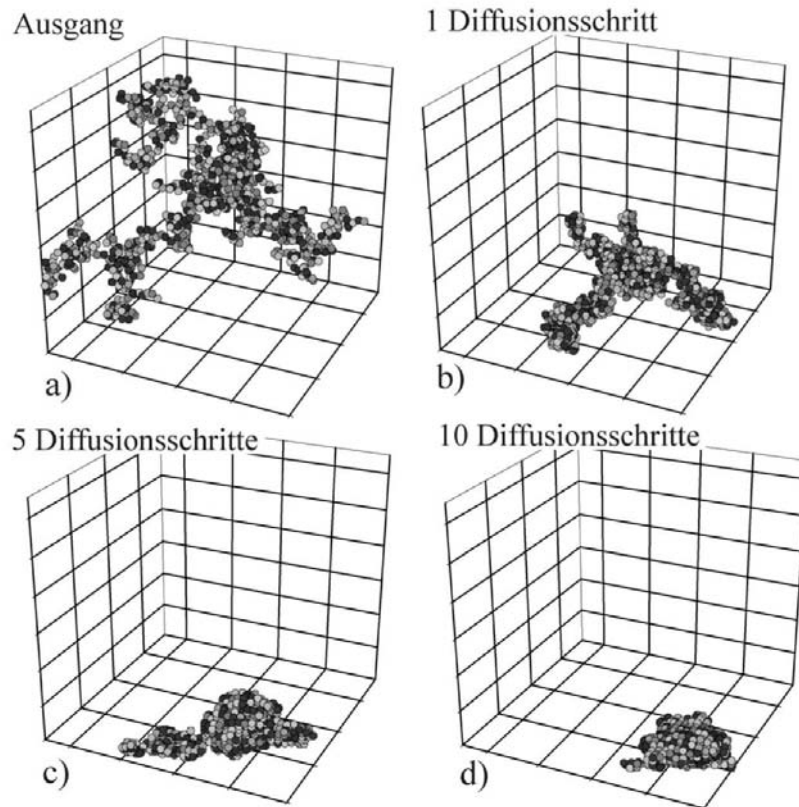 Ausgang
1 Diffusionsschritt
a)
b)
5 Diffusionsschritte
10 Diffusionsschritte
c)
d)